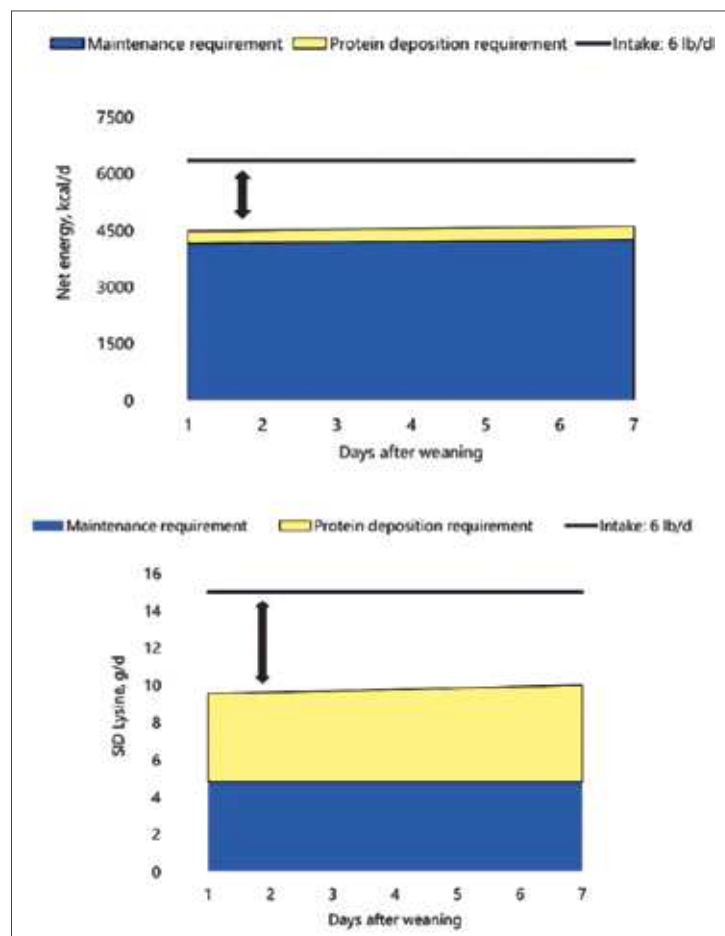 Maintenance requirement Protein deposition requirement Intake: 6 lb/dl
7500
6000
4500
3000
1500
0
Net energy, kcal/d
1 2 3 4 5 6 7
Days after weaning
Maintenance requirement Protein deposition requirement Intake: 6 lb/d
16
14
12
10
8
6
4
2
0
SID Lysine, g/d
1 2 3 4 5 6 7
Days after weaning